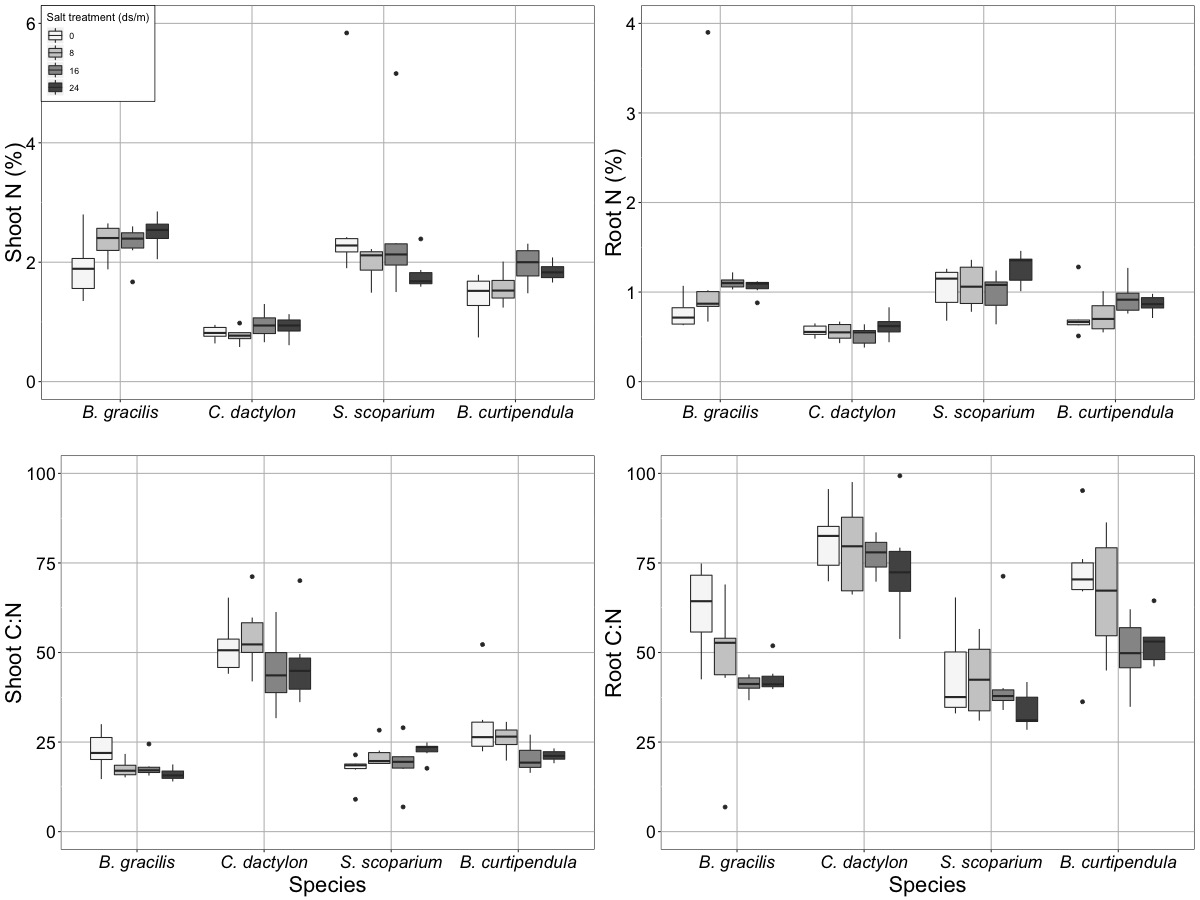 Salt treatment (ds/m)
0
8
16
24
Shoot N (%)
6
4
2
0
B. gracilis C. dactylon S. scoparium B. curtipendula
Root N (%)
4
3
2
1
0
B. gracilis C. dactylon S. scoparium B. curtipendula
Shoot C:N
100
75
50
25
0
B. gracilis C. dactylon S. scoparium B. curtipendula
Species
Root C:N
100
75
50
25
0
B. gracilis C. dactylon S. scoparium B. curtipendula
Species